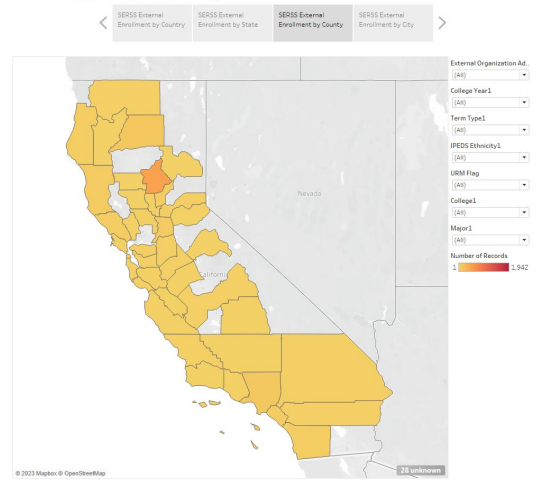 SERSS External
Enrollment by Country
SERSS External
Enrollment by State
SERSS External
Enrollment by County
SERSS External
Enrollment by City
External Organization Ad..
(All)
College Year1
(All)
Term Type1
(All)
IPEDS Ethnicity1
(All)
URM Flag
(All)
College1
(All)
Major1
(All)
Number of Records
1 1,942
Nevada
California
28 unknown
© 2023 Mapbox © OpenStreetMap